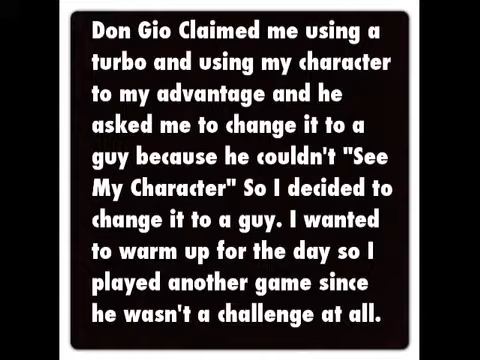 Don Gio Claimed me using a
turbo and using my character
to my advantage and he
asked me to change it to a
guy because he couldn't "See
My Character" So I decided to
change it to a guy. I wanted
to warm up for the day so I
played another game since
he wasn't a challenge at all.